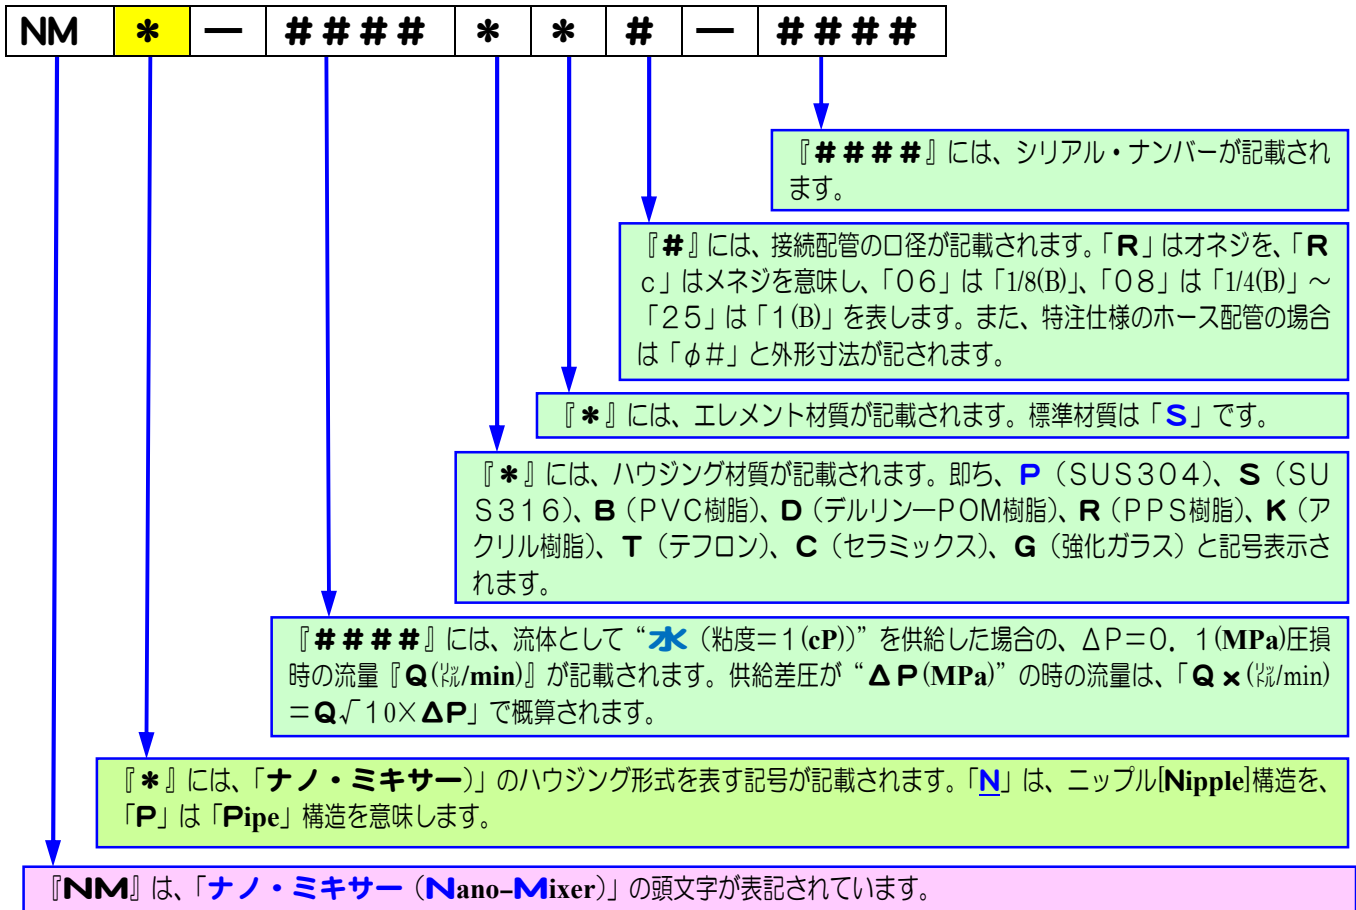 NM * － #### * * # － ####
『####』には、シリアル・ナンバーが記載され
ます。
『#』には、接続配管の口径が記載されます。「R」はオネジを、「R
c」はメネジを意味し、「06」は「1/8(B)」、「08」は「1/4(B)」～
「25」は「1(B)」を表します。また、特注仕様のホース配管の場合
は「φ#」と外形寸法が記されます。
『*』には、エレメント材質が記載されます。標準材質は「S」です。
『*』には、ハウジング材質が記載されます。即ち、P（SUS304）、S（SU
S316）、B（PVC樹脂）、D（デルリンーPOM樹脂）、R（PPS樹脂）、K（ア
クリル樹脂）、T（テフロン）、C（セラミックス）、G（強化ガラス）と記号表示さ
れます。
『####』には、流体として“水（粘度＝1(cP)）”を供給した場合の、ΔP＝0．1(MPa)圧損
時の流量『Q(㍑/min)』が記載されます。供給差圧が“ΔP(MPa)”の時の流量は、「Q×(㍑/min)
＝Q√10×ΔP」で概算されます。
『*』には、「ナノ・ミキサー)」のハウジング形式を表す記号が記載されます。「N」は、ニップル[Nipple]構造を、
「P」は「Pipe」構造を意味します。
『NM』は、「ナノ・ミキサー（Nano-Mixer)」の頭文字が表記されています。